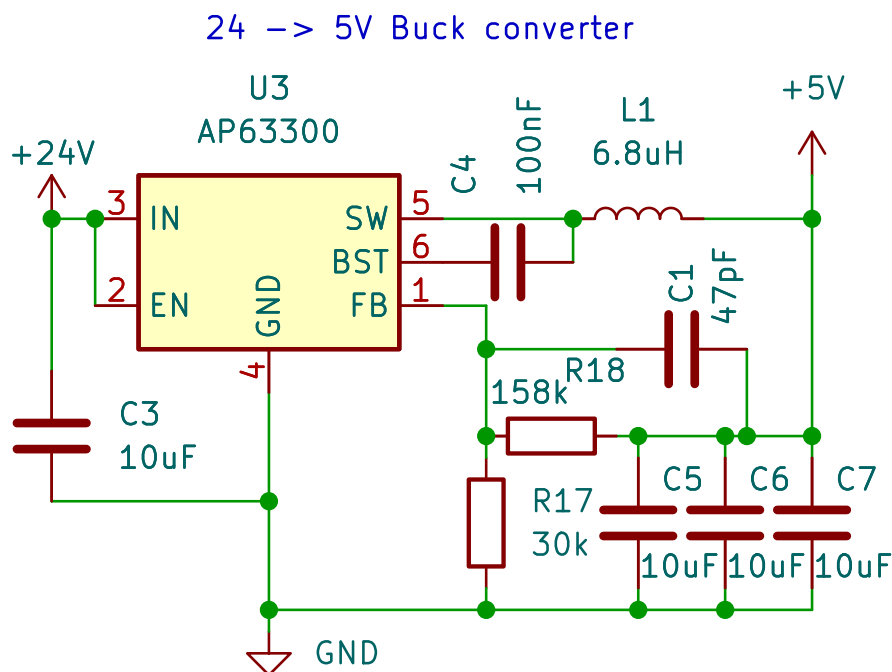 24 -> 5V Buck converter
U3
AP63300
+24V
3
IN
2
EN
GND
4
SW
5
BST
6
FB
1
C4
100nF
L1
6.8uH
+5V
C1
47pF
R18
158k
C3
10uF
R17
30k
C5
10uF
C6
10uF
C7
10uF
GND